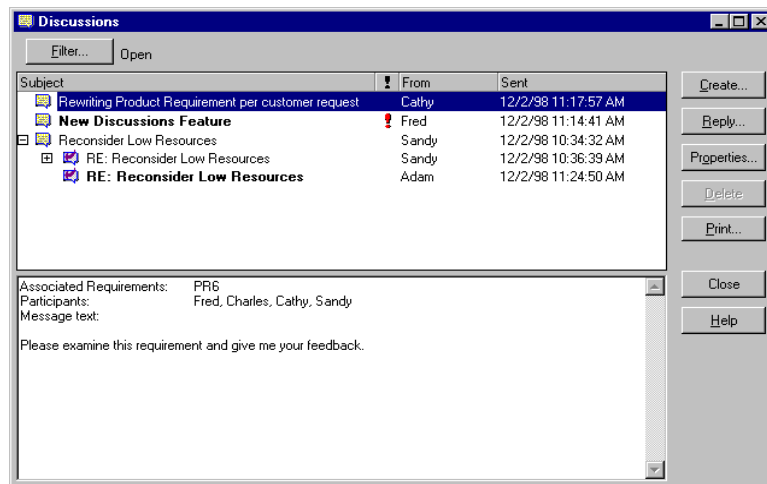 Discussions
Filter... Open
Subject ! From Sent
Rewriting Product Requirement per customer request Cathy 12/2/98 11:17:57 AM
New Discussions Feature ! Fred 12/2/98 11:14:41 AM
Reconsider Low Resources Sandy 12/2/98 10:34:32 AM
RE: Reconsider Low Resources Sandy 12/2/98 10:36:39 AM
RE: Reconsider Low Resources Adam 12/2/98 11:24:50 AM
Create...
Reply...
Properties...
Delete
Print...
Close
Help
Associated Requirements: PR6
Participants: Fred, Charles, Cathy, Sandy
Message text:
Please examine this requirement and give me your feedback.